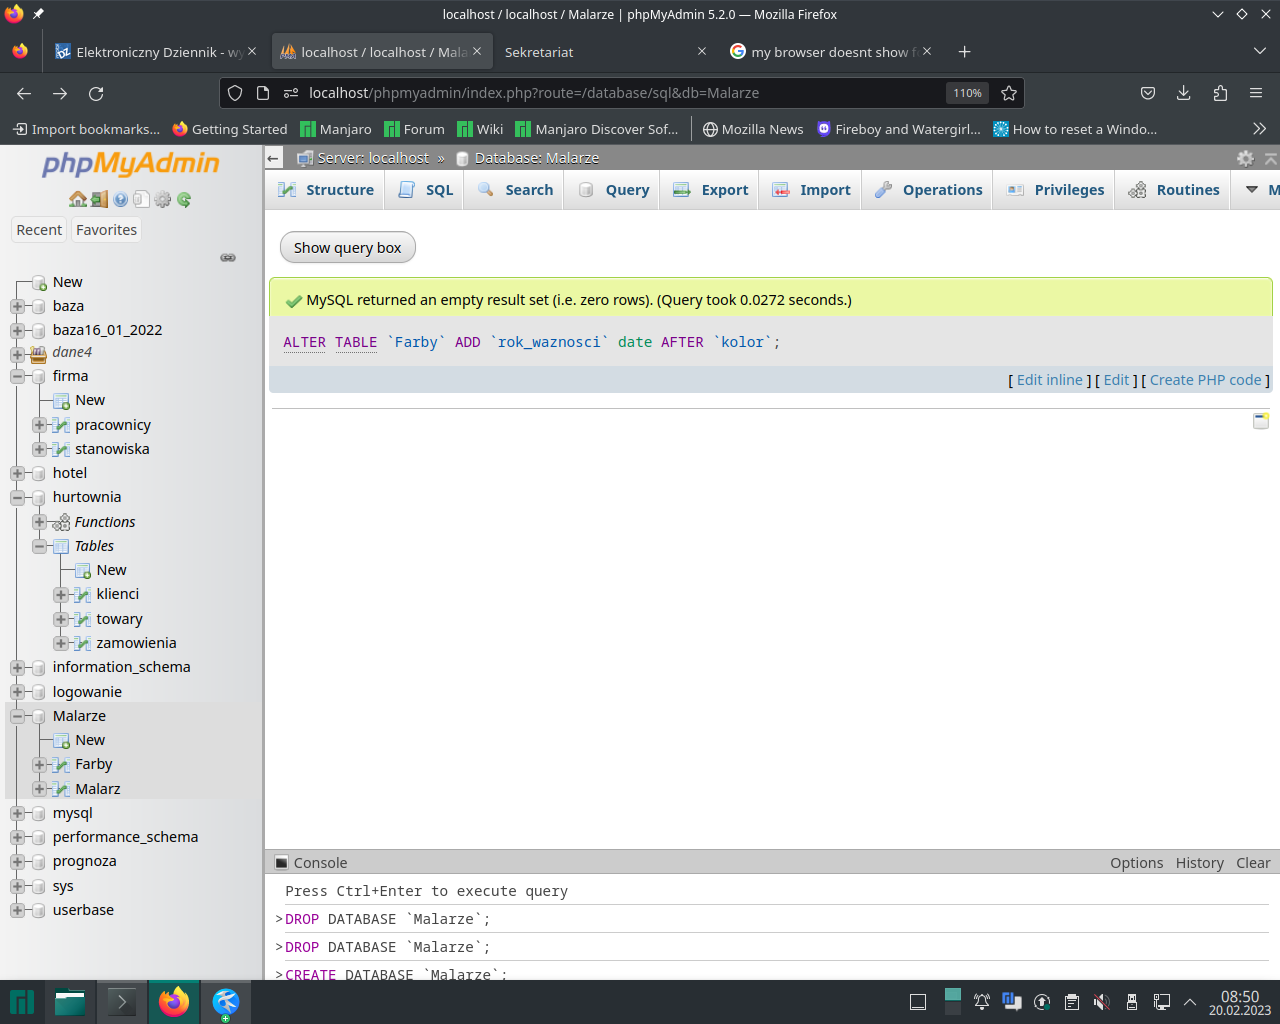 localhost / localhost / Malarze | phpMyAdmin 5.2.0 — Mozilla Firefox
Elektroniczny Dziennik - wy
localhost / localhost / Mala
Sekretariat
my browser doesnt show f
localhost/phpmyadmin/index.php?route=/database/sql&db=Malarze
110%
Import bookmarks...
Getting Started
Manjaro
Forum
Wiki
Manjaro Discover Sof...
Mozilla News
Fireboy and Watergirl...
How to reset a Windo...
phpMyAdmin
Recent
Favorites
New
baza
baza16_01_2022
dane4
firma
New
pracownicy
stanowiska
hotel
hurtownia
Functions
Tables
New
klienci
towary
zamowienia
information_schema
logowanie
Malarze
New
Farby
Malarz
mysql
performance_schema
prognoza
sys
userbase
Server: localhost » Database: Malarze
Structure
SQL
Search
Query
Export
Import
Operations
Privileges
Routines
M
Show query box
MySQL returned an empty result set (i.e. zero rows). (Query took 0.0272 seconds.)
ALTER TABLE `Farby` ADD `rok_waznosci` date AFTER `kolor`;
[ Edit inline ] [ Edit ] [ Create PHP code ]
Console
Options
History
Clear
Press Ctrl+Enter to execute query
>DROP DATABASE `Malarze`;
>DROP DATABASE `Malarze`;
>CREATE DATABASE `Malarze`;
08:50
20.02.2023